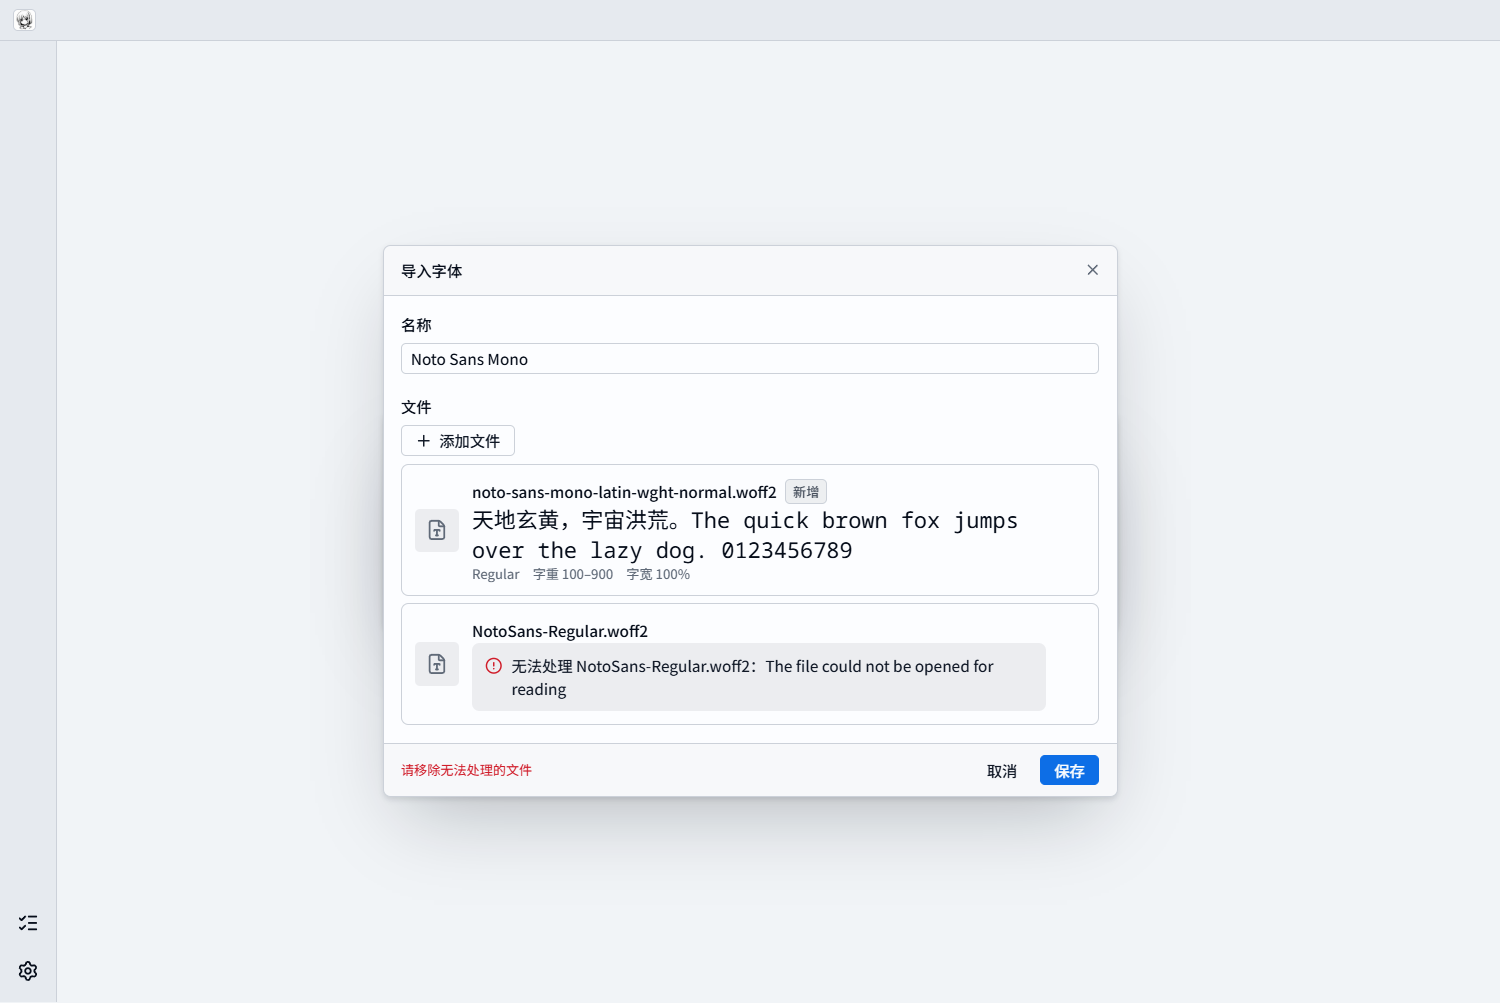 导入字体
名称
Noto Sans Mono
文件
添加文件
noto-sans-mono-latin-wght-normal.woff2 新增
天地玄黄，宇宙洪荒。The quick brown fox jumps
over the lazy dog. 0123456789
Regular 字重 100–900 字宽 100%
NotoSans-Regular.woff2
无法处理 NotoSans-Regular.woff2：The file could not be opened for
reading
请移除无法处理的文件 取消 保存